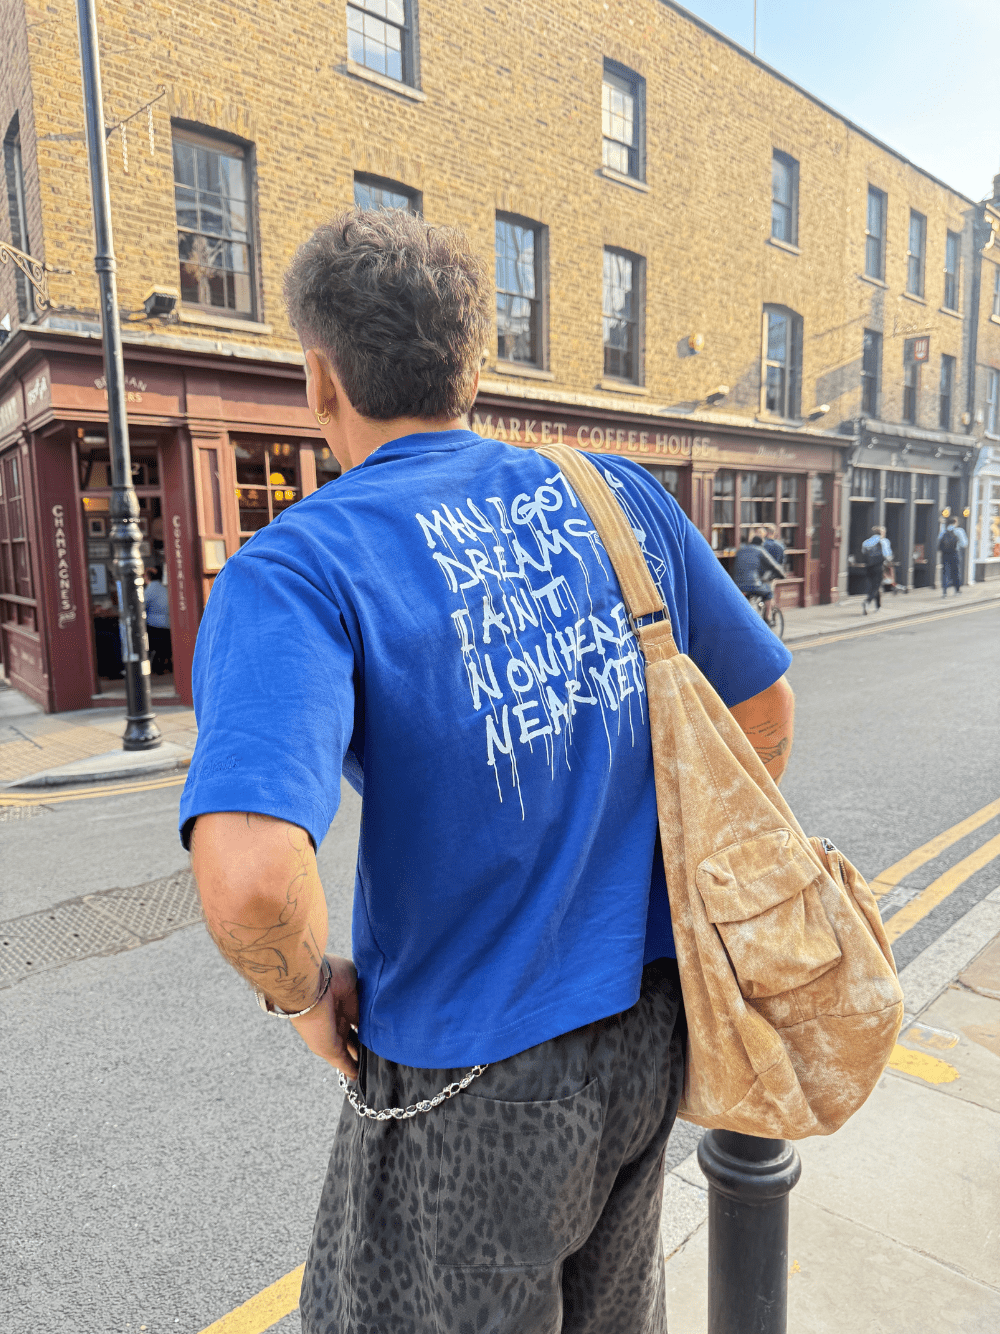 MARKET COFFEE HOUSE
CHAMPAGNES
COCKTAILS
MAN I GOT
DREAMS
I AIN'T
NOWHERE
NEAR YET